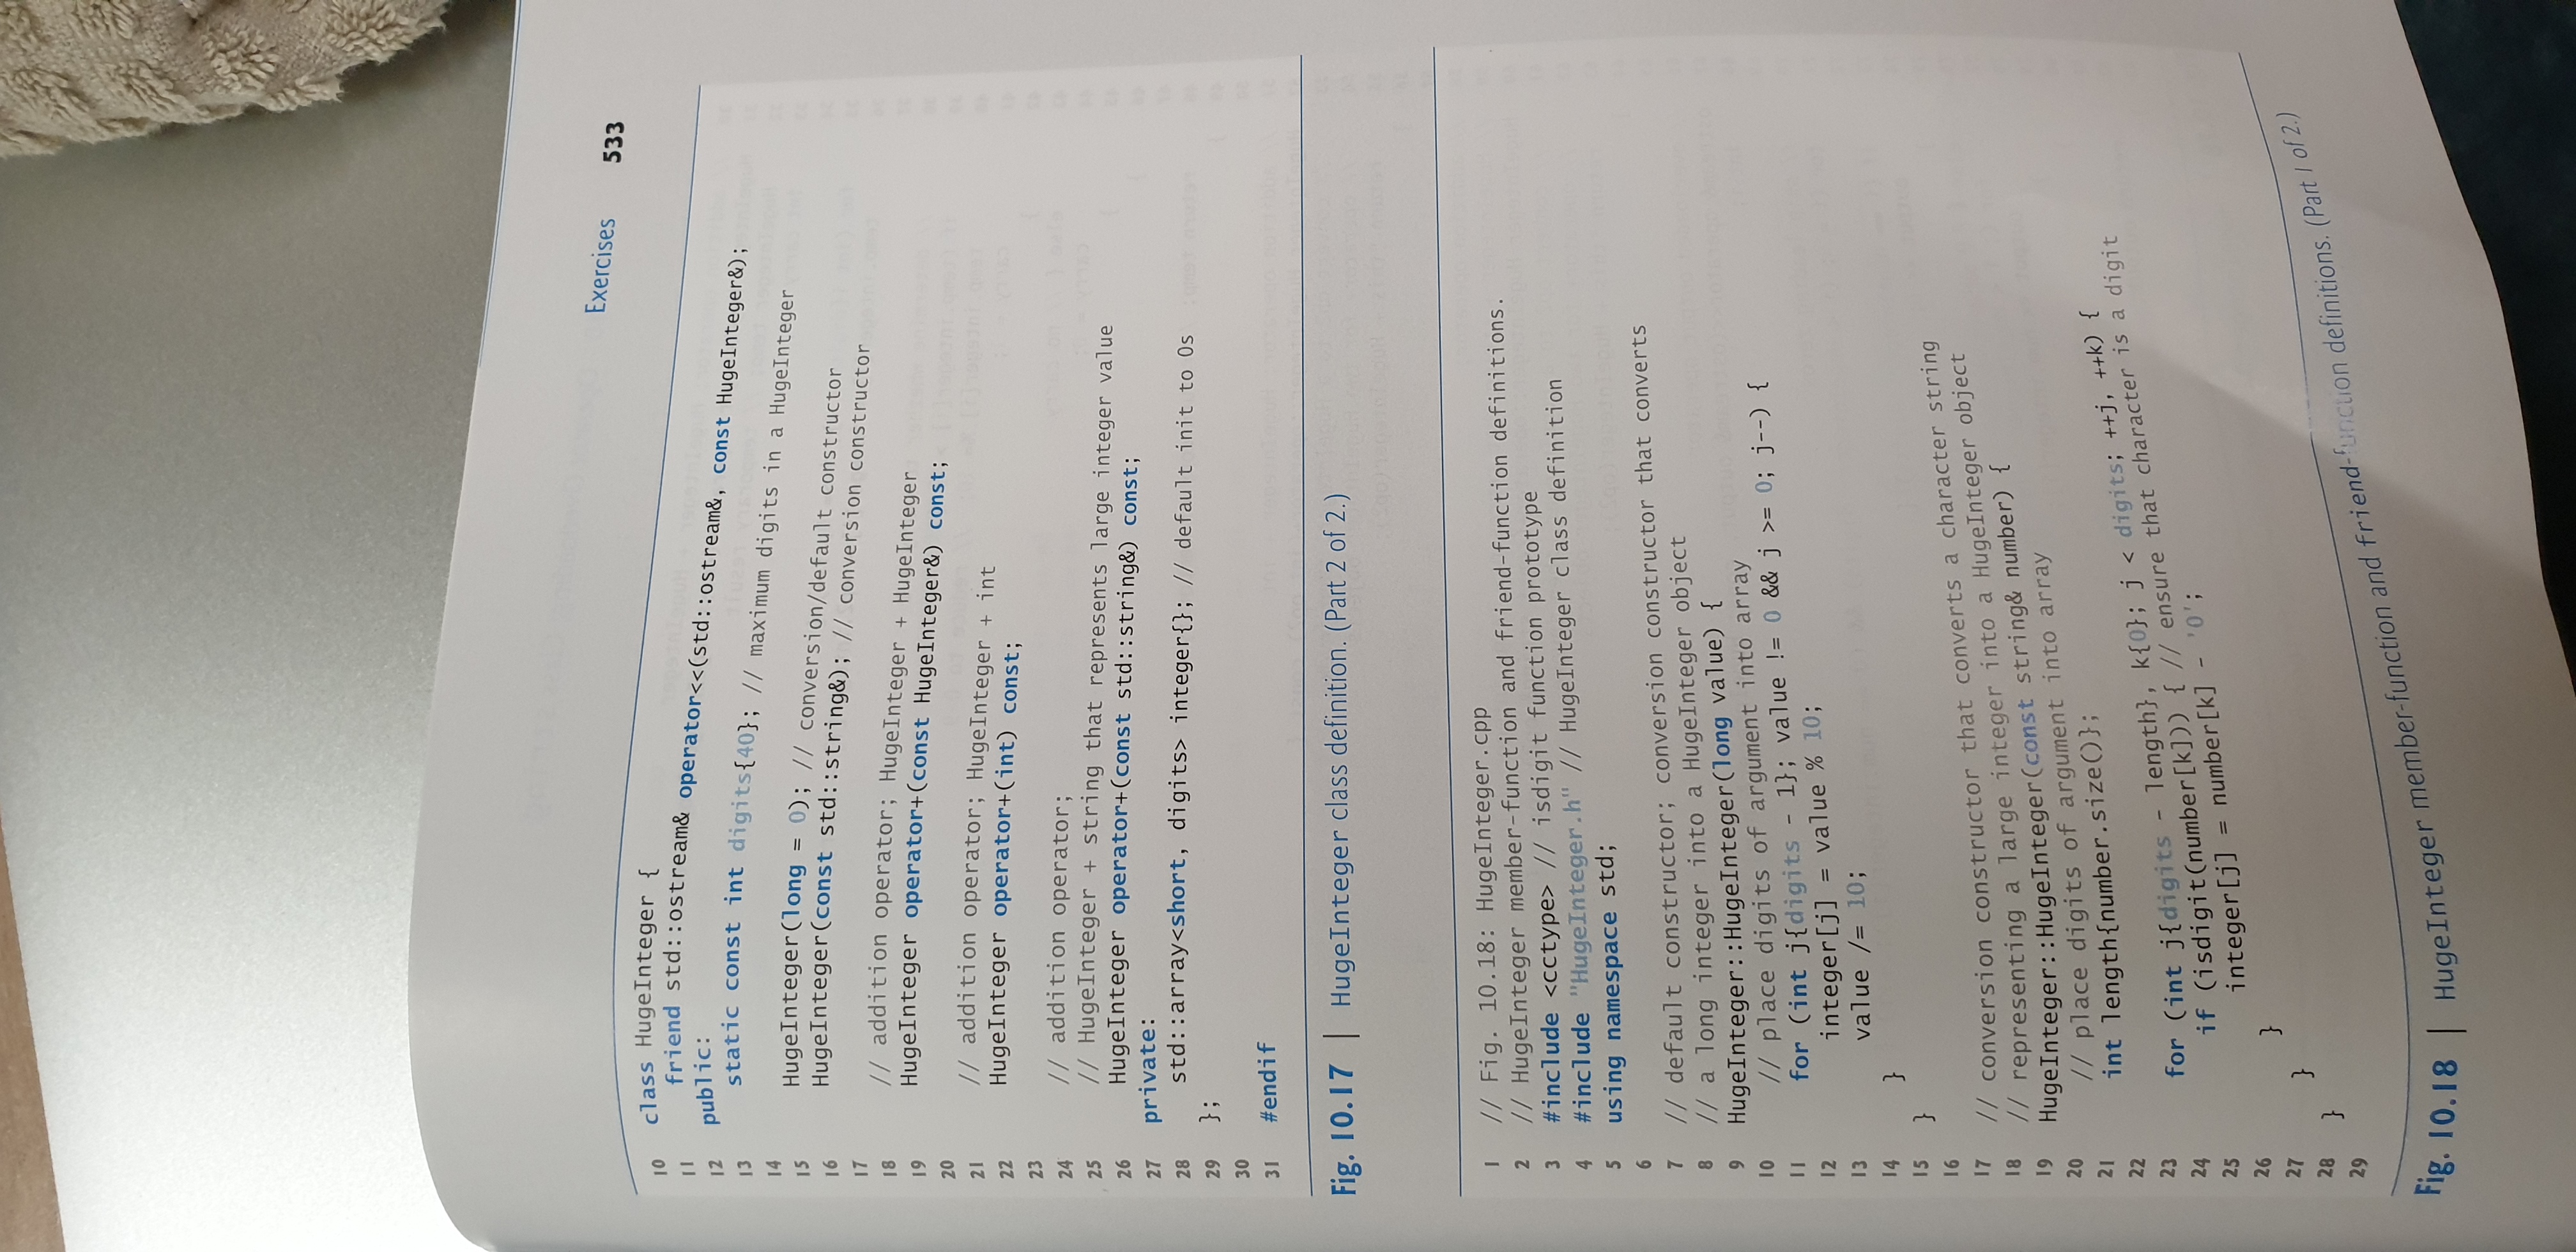 Exercises 533
10 class HugeInteger {
11 friend std::ostream& operator<<(std::ostream&, const HugeInteger&);
12 public:
13 static const int digits{40}; // maximum digits in a HugeInteger
14
15 HugeInteger(long = 0); // conversion/default constructor
16 HugeInteger(const std::string&); // conversion constructor
17
18 // addition operator; HugeInteger + HugeInteger
19 HugeInteger operator+(const HugeInteger&) const;
20
21 // addition operator; HugeInteger + int
22 HugeInteger operator+(int) const;
23
24 // addition operator;
25 // HugeInteger + string that represents large integer value
26 HugeInteger operator+(const std::string&) const;
27 private:
28 std::array<short, digits> integer{}; // default init to 0s
29 };
30
31 #endif
Fig. 10.17 | HugeInteger class definition. (Part 2 of 2.)
1 // Fig. 10.18: HugeInteger.cpp
2 // HugeInteger member-function and friend-function definitions.
3 #include <cctype> // isdigit function prototype
4 #include "HugeInteger.h" // HugeInteger class definition
5 using namespace std;
6
7 // default constructor; conversion constructor that converts
8 // a long integer into a HugeInteger object
9 HugeInteger::HugeInteger(long value) {
10 // place digits of argument into array
11 for (int j{digits - 1}; value != 0 && j >= 0; j--) {
12 integer[j] = value % 10;
13 value /= 10;
14 }
15 }
16
17 // conversion constructor that converts a character string
18 // representing a large integer into a HugeInteger object
19 HugeInteger::HugeInteger(const string& number) {
20 // place digits of argument into array
21 int length{number.size()};
22
23 for (int j{digits - length}, k{0}; j < digits; ++j, ++k) {
24 if (isdigit(number[k])) { // ensure that character is a digit
25 integer[j] = number[k] - '0';
26 }
27 }
28 }
29
Fig. 10.18 | HugeInteger member-function and friend-function definitions. (Part 1 of 2.)